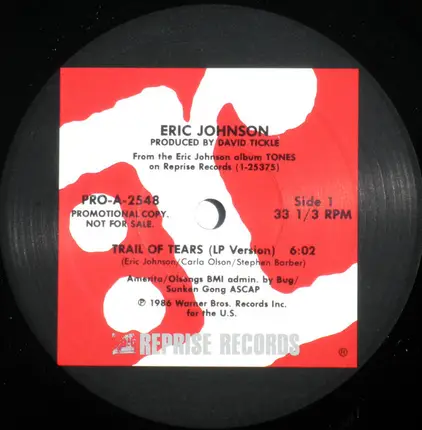 ERIC JOHNSON
PRODUCED BY DAVID TICKLE
From the Eric Johnson album TONES
on Reprise Records (1-25375)
PRO-A-2548
PROMOTIONAL COPY.
NOT FOR SALE.
Side 1
33 1/3 RPM
TRAIL OF TEARS (LP Version) 6:02
(Eric Johnson/Carla Olson/Stephen Barber)
Amerita/Olsongs BMI admin. by Bug/
Sunken Gong ASCAP
℗ 1986 Warner Bros. Records Inc.
for the U.S.
REPRISE RECORDS
®